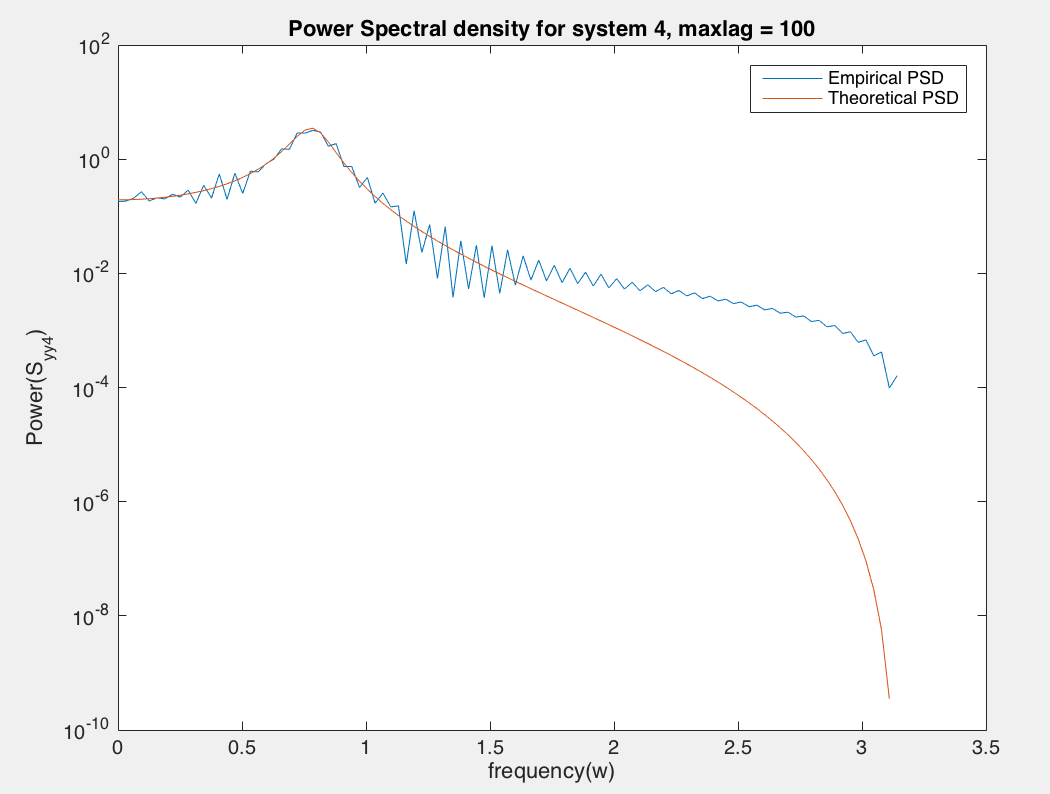 Power Spectral density for system 4, maxlag = 100
Empirical PSD
Theoretical PSD
Power(S_yy4)
10^2
10^0
10^-2
10^-4
10^-6
10^-8
10^-10
0 0.5 1 1.5 2 2.5 3 3.5
frequency(w)